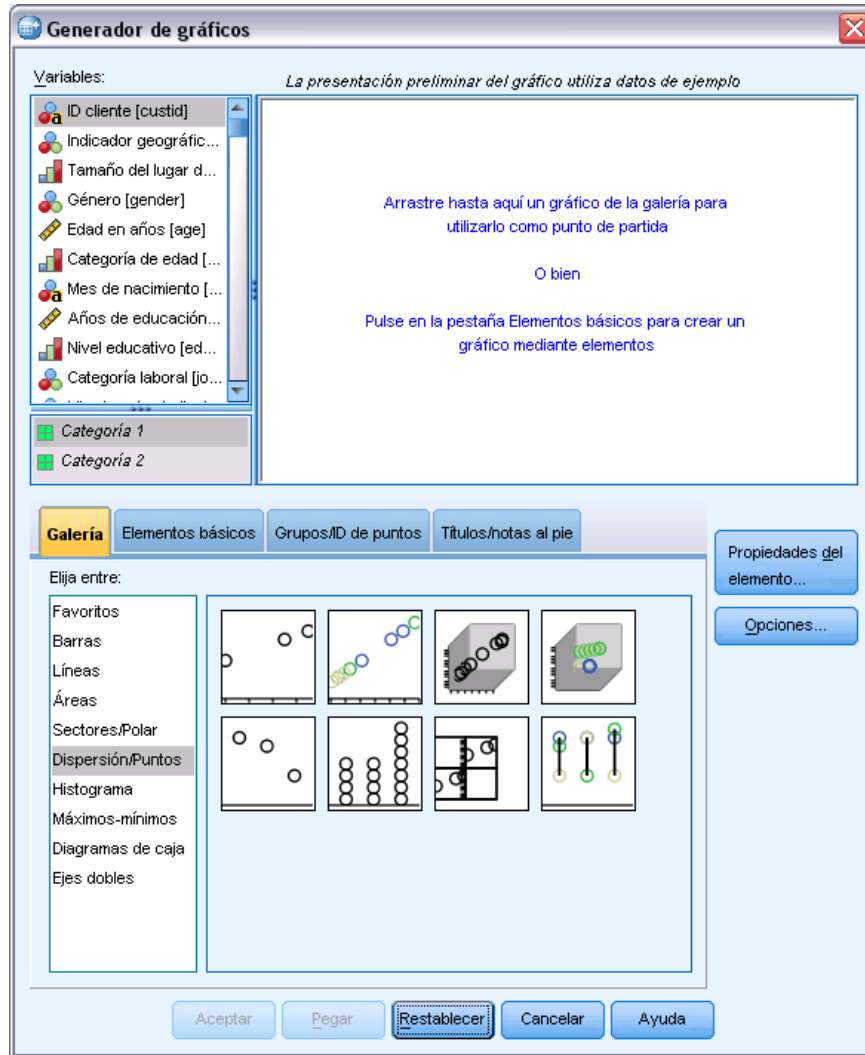 Generador de gráficos
Variables:
La presentación preliminar del gráfico utiliza datos de ejemplo
ID cliente [custid]
Indicador geográfic...
Tamaño del lugar d...
Género [gender]
Edad en años [age]
Categoría de edad [...
Mes de nacimiento [...
Años de educación...
Nivel educativo [ed...
Categoría laboral [jo...
Arrastre hasta aquí un gráfico de la galería para
utilizarlo como punto de partida
O bien
Pulse en la pestaña Elementos básicos para crear un
gráfico mediante elementos
Categoría 1
Categoría 2
Galería
Elementos básicos
Grupos/ID de puntos
Títulos/notas al pie
Elija entre:
Favoritos
Barras
Líneas
Áreas
Sectores/Polar
Dispersión/Puntos
Histograma
Máximos-mínimos
Diagramas de caja
Ejes dobles
Propiedades del
elemento...
Opciones...
Aceptar
Pegar
Restablecer
Cancelar
Ayuda